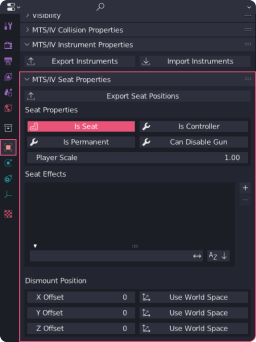 Visibility
MTS/IV Collision Properties
MTS/IV Instrument Properties
Export Instruments
Import Instruments
MTS/IV Seat Properties
Export Seat Positions
Seat Properties
Is Seat
Is Controller
Is Permanent
Can Disable Gun
Player Scale 1.00
Seat Effects
Dismount Position
X Offset 0 Use World Space
Y Offset 0 Use World Space
Z Offset 0 Use World Space